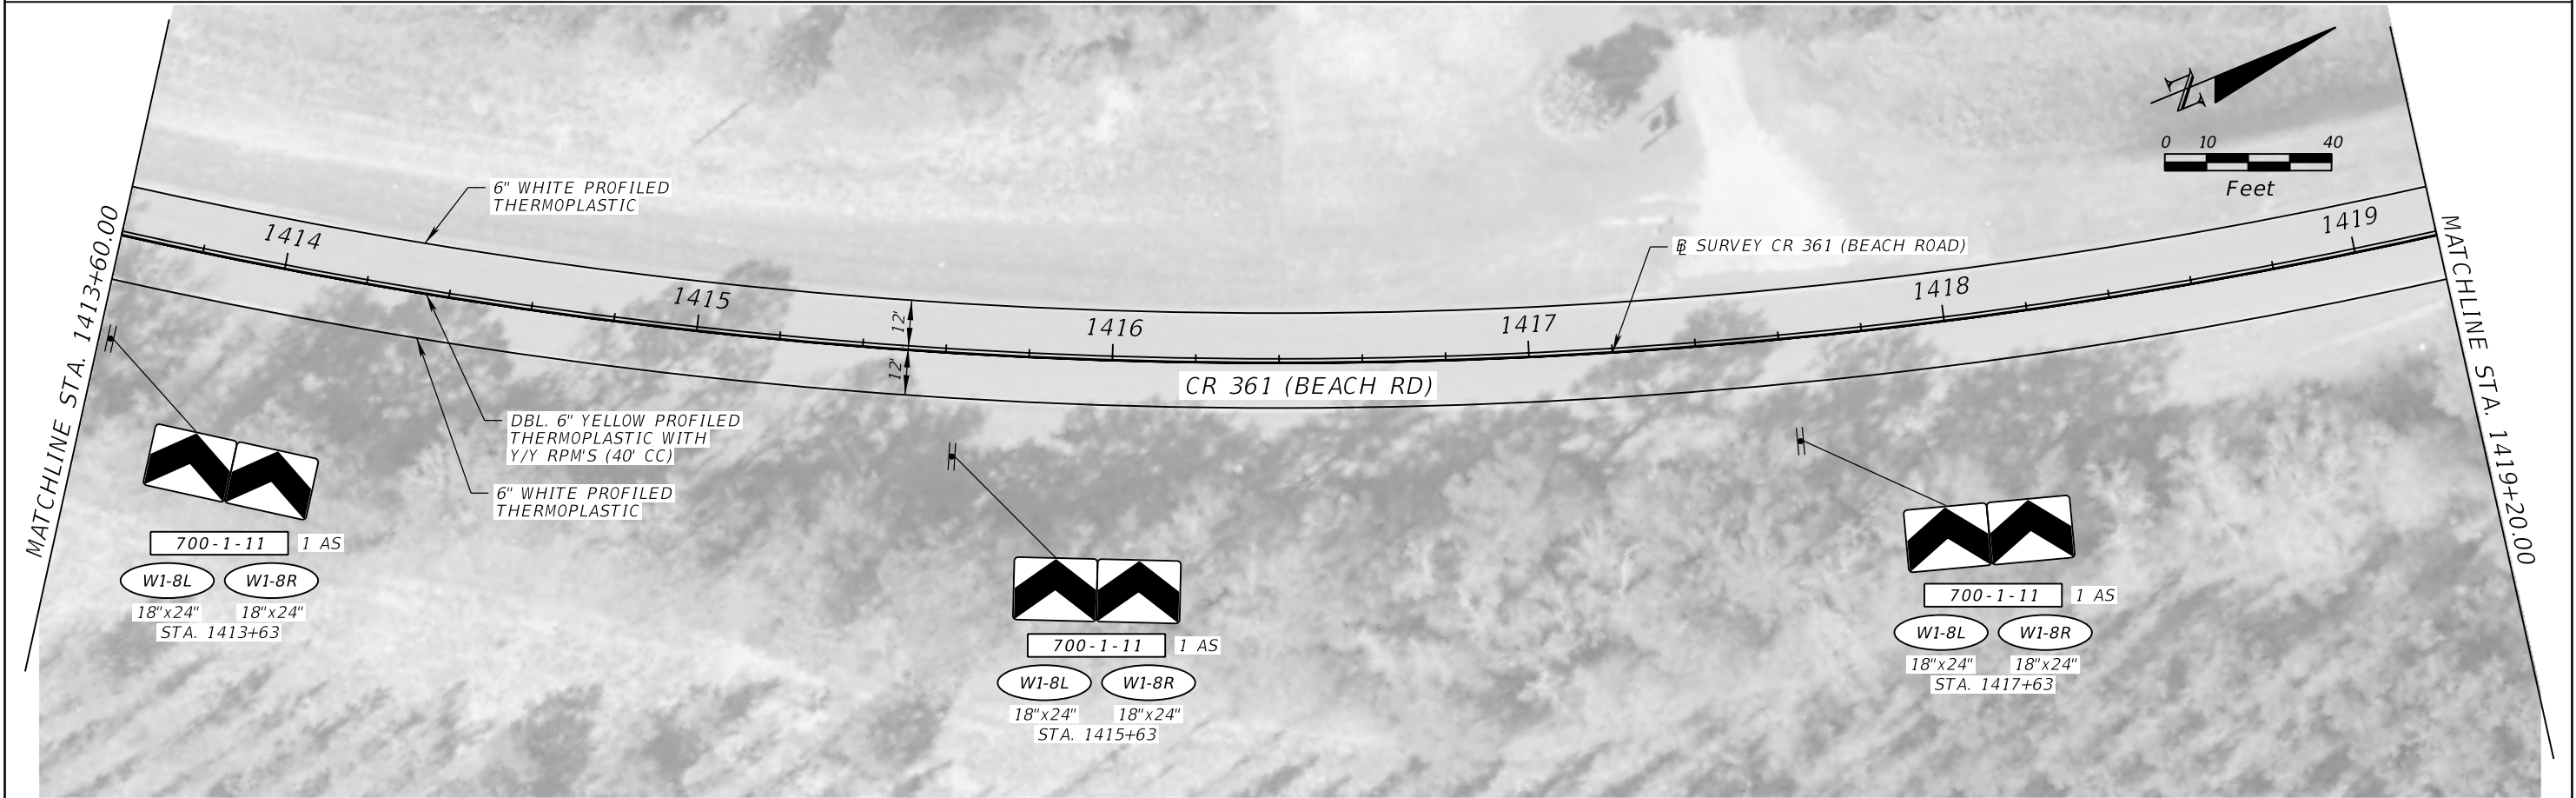 N
0 10 40
Feet
MATCHLINE STA. 1413+60.00
MATCHLINE STA. 1419+20.00
6" WHITE PROFILED
THERMOPLASTIC
1414
1415
1416
1417
1418
1419
℄ SURVEY CR 361 (BEACH ROAD)
12'
12'
CR 361 (BEACH RD)
DBL. 6" YELLOW PROFILED
THERMOPLASTIC WITH
Y/Y RPM'S (40' CC)
6" WHITE PROFILED
THERMOPLASTIC
700-1-11 1 AS
W1-8L W1-8R
18"x24" 18"x24"
STA. 1413+63
700-1-11 1 AS
W1-8L W1-8R
18"x24" 18"x24"
STA. 1415+63
700-1-11 1 AS
W1-8L W1-8R
18"x24" 18"x24"
STA. 1417+63